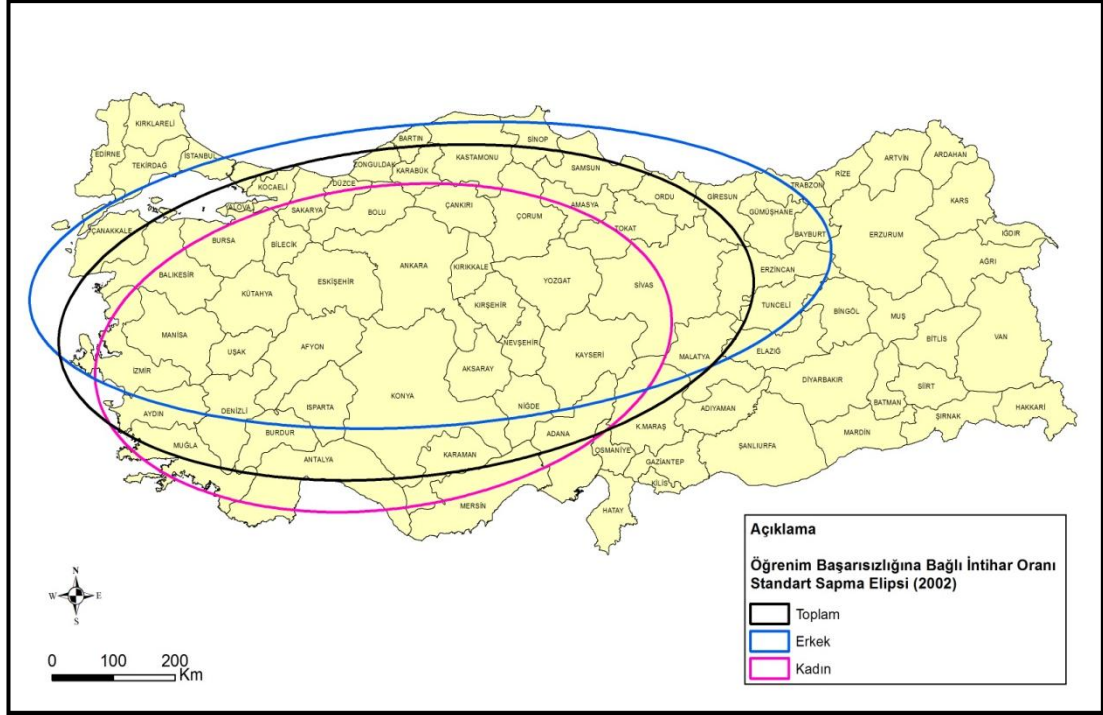 KIRKLARELİ
EDİRNE
TEKİRDAĞ
İSTANBUL
KOCAELİ
YALOVA
SAKARYA
DÜZCE
ZONGULDAK
BARTIN
KARABÜK
KASTAMONU
SİNOP
SAMSUN
ORDU
GİRESUN
TRABZON
RİZE
ARTVİN
ARDAHAN
KARS
IĞDIR
AĞRI
ERZURUM
BAYBURT
GÜMÜŞHANE
ERZİNCAN
TUNCELİ
BİNGÖL
MUŞ
BİTLİS
VAN
HAKKARİ
ŞIRNAK
SİİRT
BATMAN
MARDİN
DİYARBAKIR
ELAZIĞ
MALATYA
ADIYAMAN
ŞANLIURFA
GAZİANTEP
KİLİS
HATAY
OSMANİYE
K.MARAŞ
ADANA
MERSİN
KARAMAN
NİĞDE
KAYSERİ
SİVAS
TOKAT
AMASYA
ÇORUM
YOZGAT
ÇANKIRI
KIRIKKALE
KIRŞEHİR
NEVŞEHİR
AKSARAY
KONYA
ANKARA
BOLU
BİLECİK
ESKİŞEHİR
BURSA
ÇANAKKALE
BALIKESİR
KÜTAHYA
MANİSA
UŞAK
AFYON
İZMİR
AYDIN
DENİZLİ
ISPARTA
BURDUR
MUĞLA
ANTALYA
N
W E
S
0 100 200
Km
Açıklama
Öğrenim Başarısızlığına Bağlı İntihar Oranı
Standart Sapma Elipsi (2002)
Toplam
Erkek
Kadın